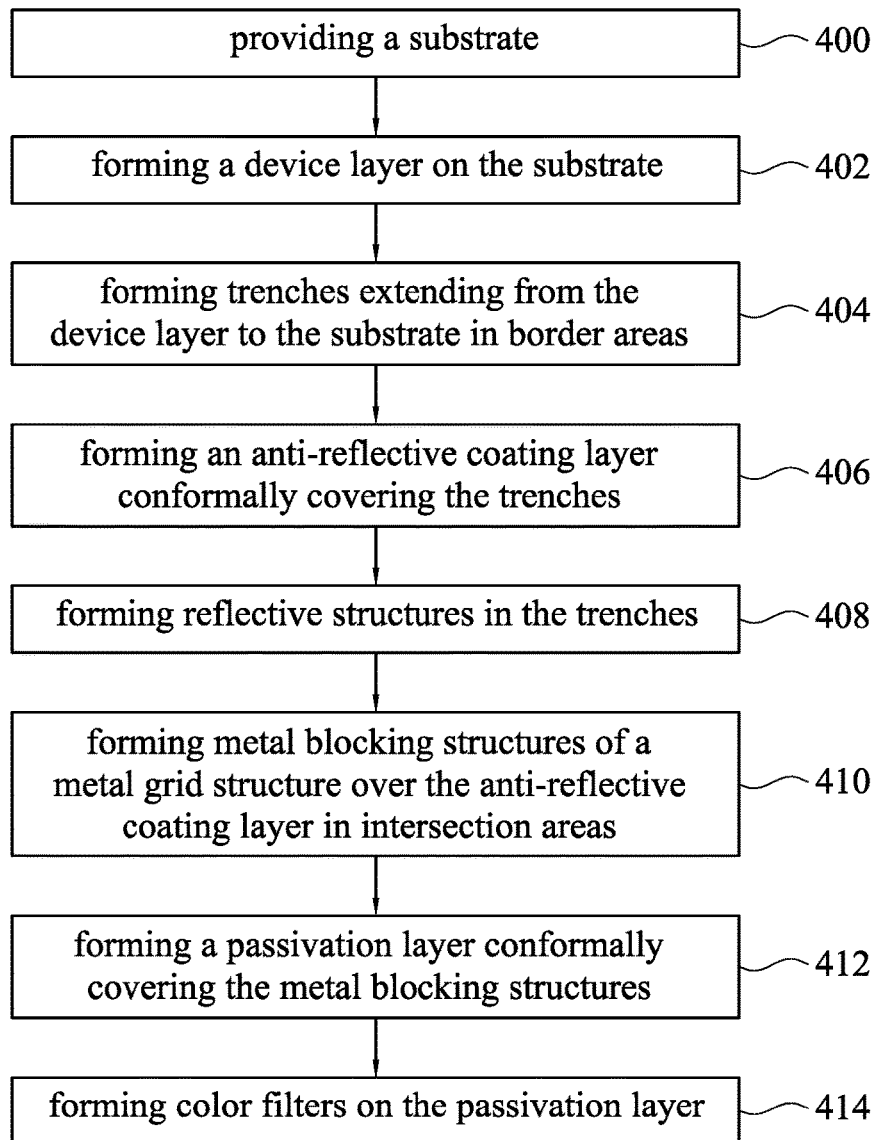 providing a substrate
400
forming a device layer on the substrate
402
forming trenches extending from the
device layer to the substrate in border areas
404
forming an anti-reflective coating layer
conformally covering the trenches
406
forming reflective structures in the trenches
408
forming metal blocking structures of a
metal grid structure over the anti-reflective
coating layer in intersection areas
410
forming a passivation layer conformally
covering the metal blocking structures
412
forming color filters on the passivation layer
414